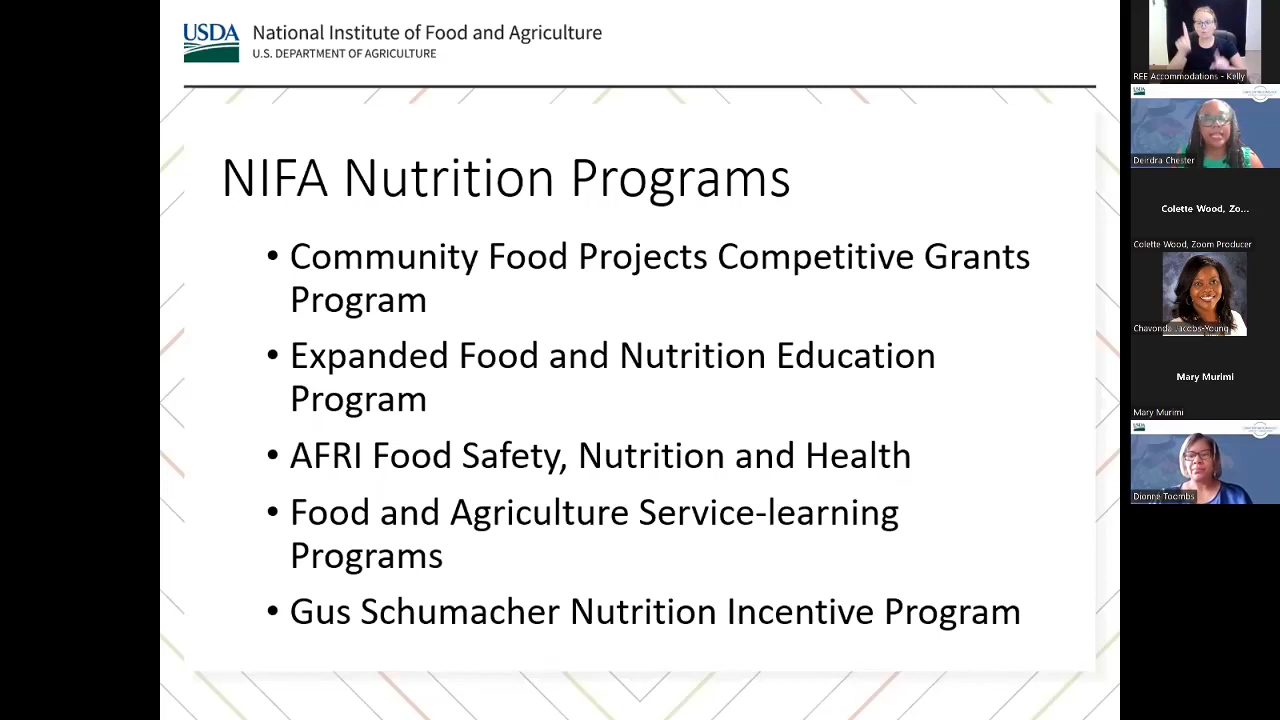 USDA
National Institute of Food and Agriculture
U.S. DEPARTMENT OF AGRICULTURE
NIFA Nutrition Programs
• Community Food Projects Competitive Grants
Program
• Expanded Food and Nutrition Education
Program
• AFRI Food Safety, Nutrition and Health
• Food and Agriculture Service-learning
Programs
• Gus Schumacher Nutrition Incentive Program
REE Accommodations - Kelly
USDA
Deirdra Chester
Colette Wood, Zo...
Colette Wood, Zoom Producer
Chavonda Jacobs-Young
Mary Murimi
Mary Murimi
USDA
Dionne Toombs